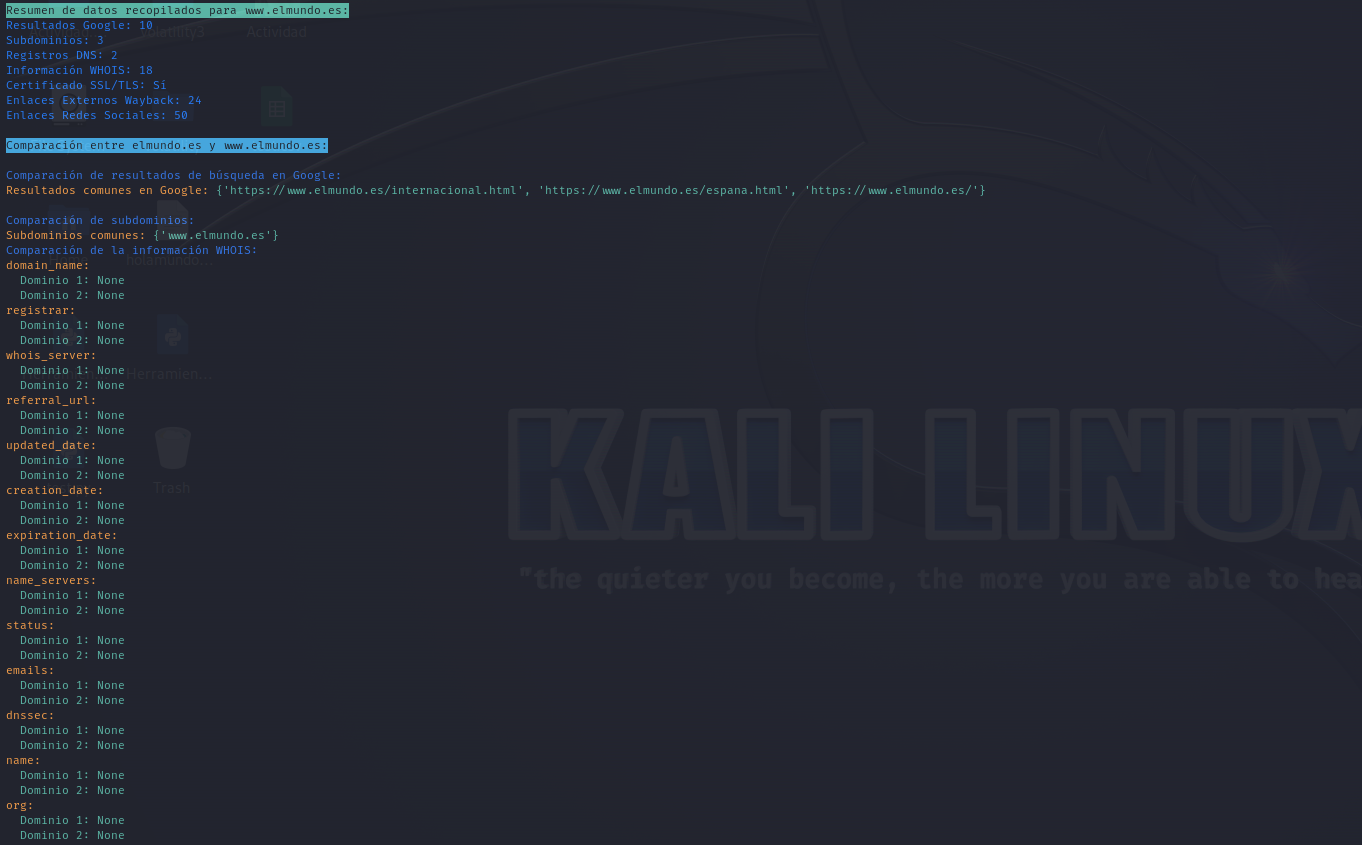 Resumen de datos recopilados para www.elmundo.es:
Resultados Google: 10
Subdominios: 3
Registros DNS: 2
Información WHOIS: 18
Certificado SSL/TLS: Sí
Enlaces Externos Wayback: 24
Enlaces Redes Sociales: 50
Actividad
Comparación entre elmundo.es y www.elmundo.es:
Comparación de resultados de búsqueda en Google:
Resultados comunes en Google: {'https://www.elmundo.es/internacional.html', 'https://www.elmundo.es/espana.html', 'https://www.elmundo.es/'}
Comparación de subdominios:
Subdominios comunes: {'www.elmundo.es'}
Comparación de la información WHOIS:
domain_name:
Dominio 1: None
Dominio 2: None
registrar:
Dominio 1: None
Dominio 2: None
whois_server:
Dominio 1: None
Dominio 2: None
Herramien...
referral_url:
Dominio 1: None
Dominio 2: None
updated_date:
Dominio 1: None
Dominio 2: None
Trash
creation_date:
Dominio 1: None
Dominio 2: None
expiration_date:
Dominio 1: None
Dominio 2: None
name_servers:
Dominio 1: None
Dominio 2: None
status:
Dominio 1: None
Dominio 2: None
emails:
Dominio 1: None
Dominio 2: None
dnssec:
Dominio 1: None
Dominio 2: None
name:
Dominio 1: None
Dominio 2: None
org:
Dominio 1: None
Dominio 2: None
KALI LINUX
"the quieter you become, the more you are able to hea